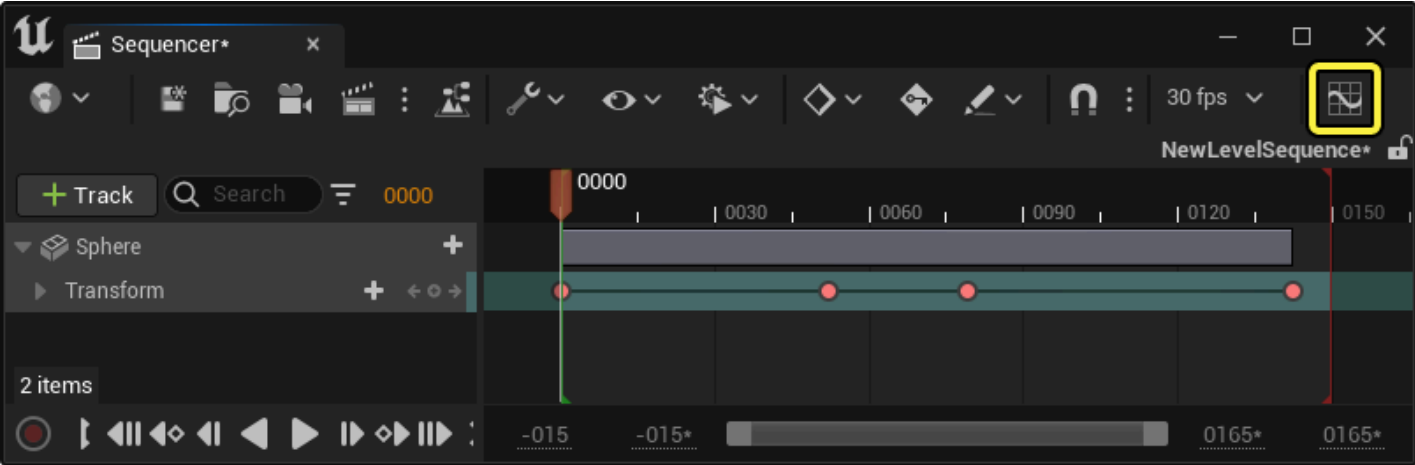 Sequencer*
30 fps
NewLevelSequence*
Track
Search
0000
0000
0030
0060
0090
0120
0150
Sphere
Transform
2 items
-015
-015*
0165*
0165*